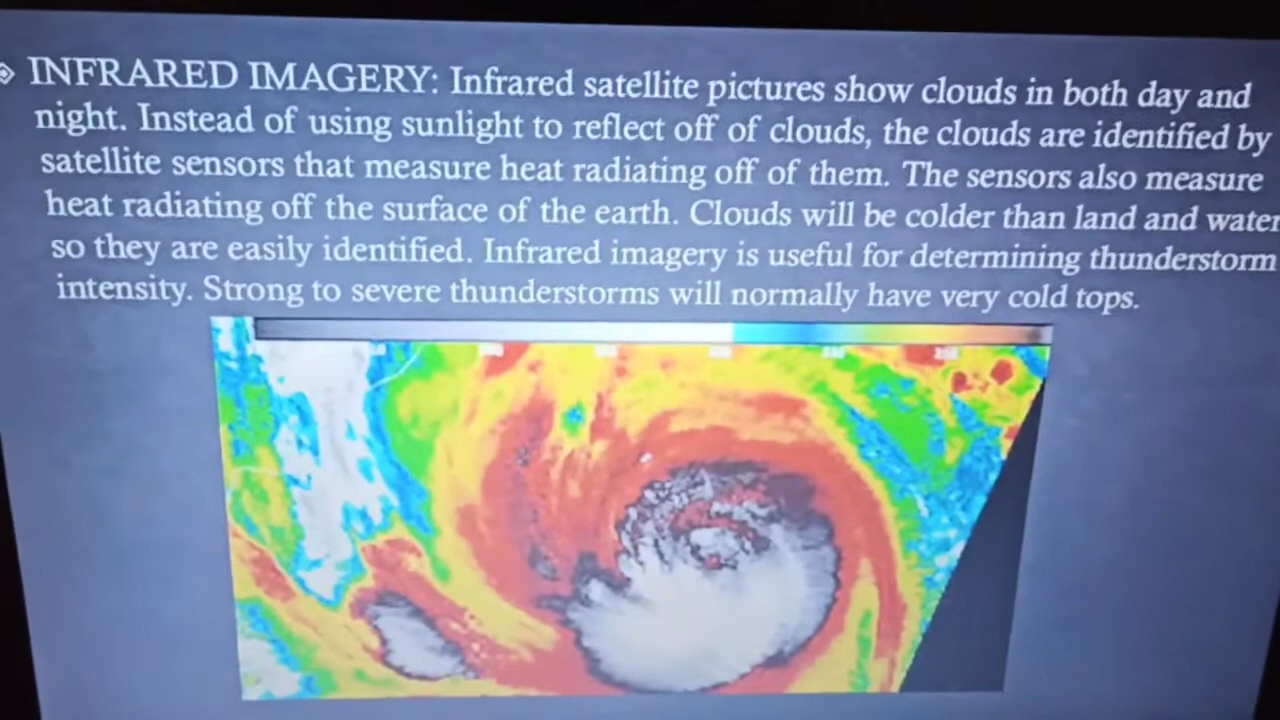 INFRARED IMAGERY: Infrared satellite pictures show clouds in both day and
night. Instead of using sunlight to reflect off of clouds, the clouds are identified by
satellite sensors that measure heat radiating off of them. The sensors also measure
heat radiating off the surface of the earth. Clouds will be colder than land and water
so they are easily identified. Infrared imagery is useful for determining thunderstorm
intensity. Strong to severe thunderstorms will normally have very cold tops.